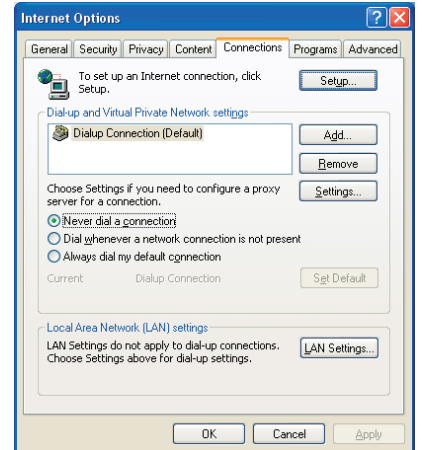 Internet Options
General Security Privacy Content Connections Programs Advanced
To set up an Internet connection, click
Setup.
Setup...
Dial-up and Virtual Private Network settings
Dialup Connection (Default)
Add...
Remove
Choose Settings if you need to configure a proxy
server for a connection.
Settings...
Never dial a connection
Dial whenever a network connection is not present
Always dial my default connection
Current Dialup Connection Set Default
Local Area Network (LAN) settings
LAN Settings do not apply to dial-up connections.
Choose Settings above for dial-up settings.
LAN Settings...
OK Cancel Apply